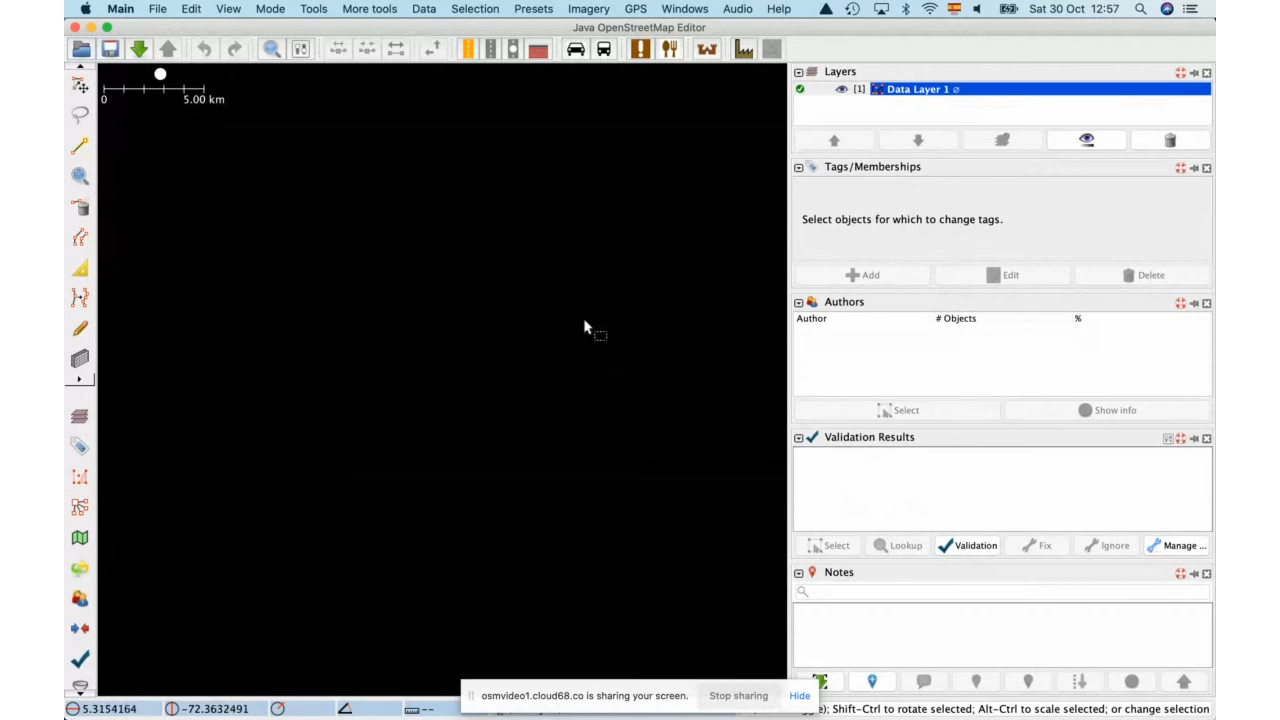 Main File Edit View Mode Tools More tools Data Selection Presets Imagery GPS Windows Audio Help Sat 30 Oct 12:57
Java OpenStreetMap Editor
0 5.00 km
Layers
[1] Data Layer 1
Tags/Memberships
Select objects for which to change tags.
Add Edit Delete
Authors
Author # Objects %
Select Show info
Validation Results
Select Lookup Validation Fix Ignore Manage ...
Notes
osmvideo1.cloud68.co is sharing your screen. Stop sharing Hide
5.3154164 -72.3632491 -- ggle); Shift-Ctrl to rotate selected; Alt-Ctrl to scale selected; or change selection